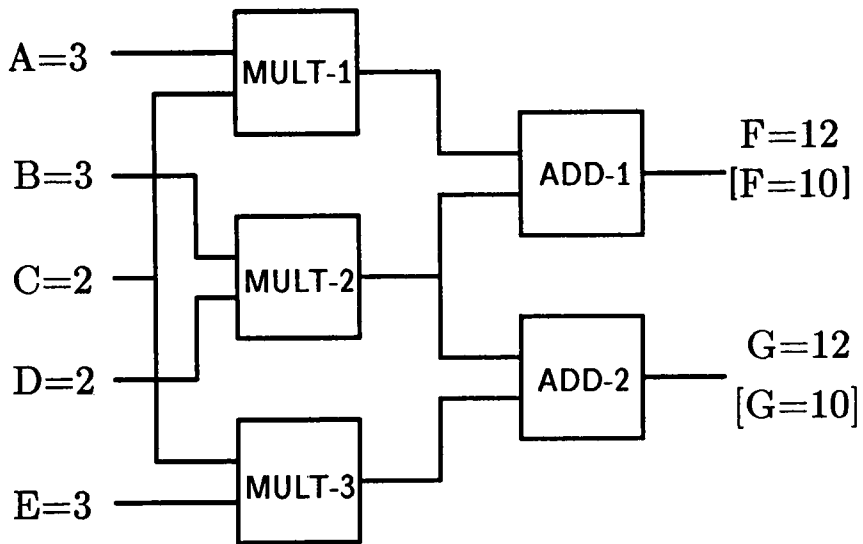 A=3
MULT-1
F=12
B=3
ADD-1
[F=10]
C=2
MULT-2
D=2
ADD-2
G=12
[G=10]
E=3
MULT-3